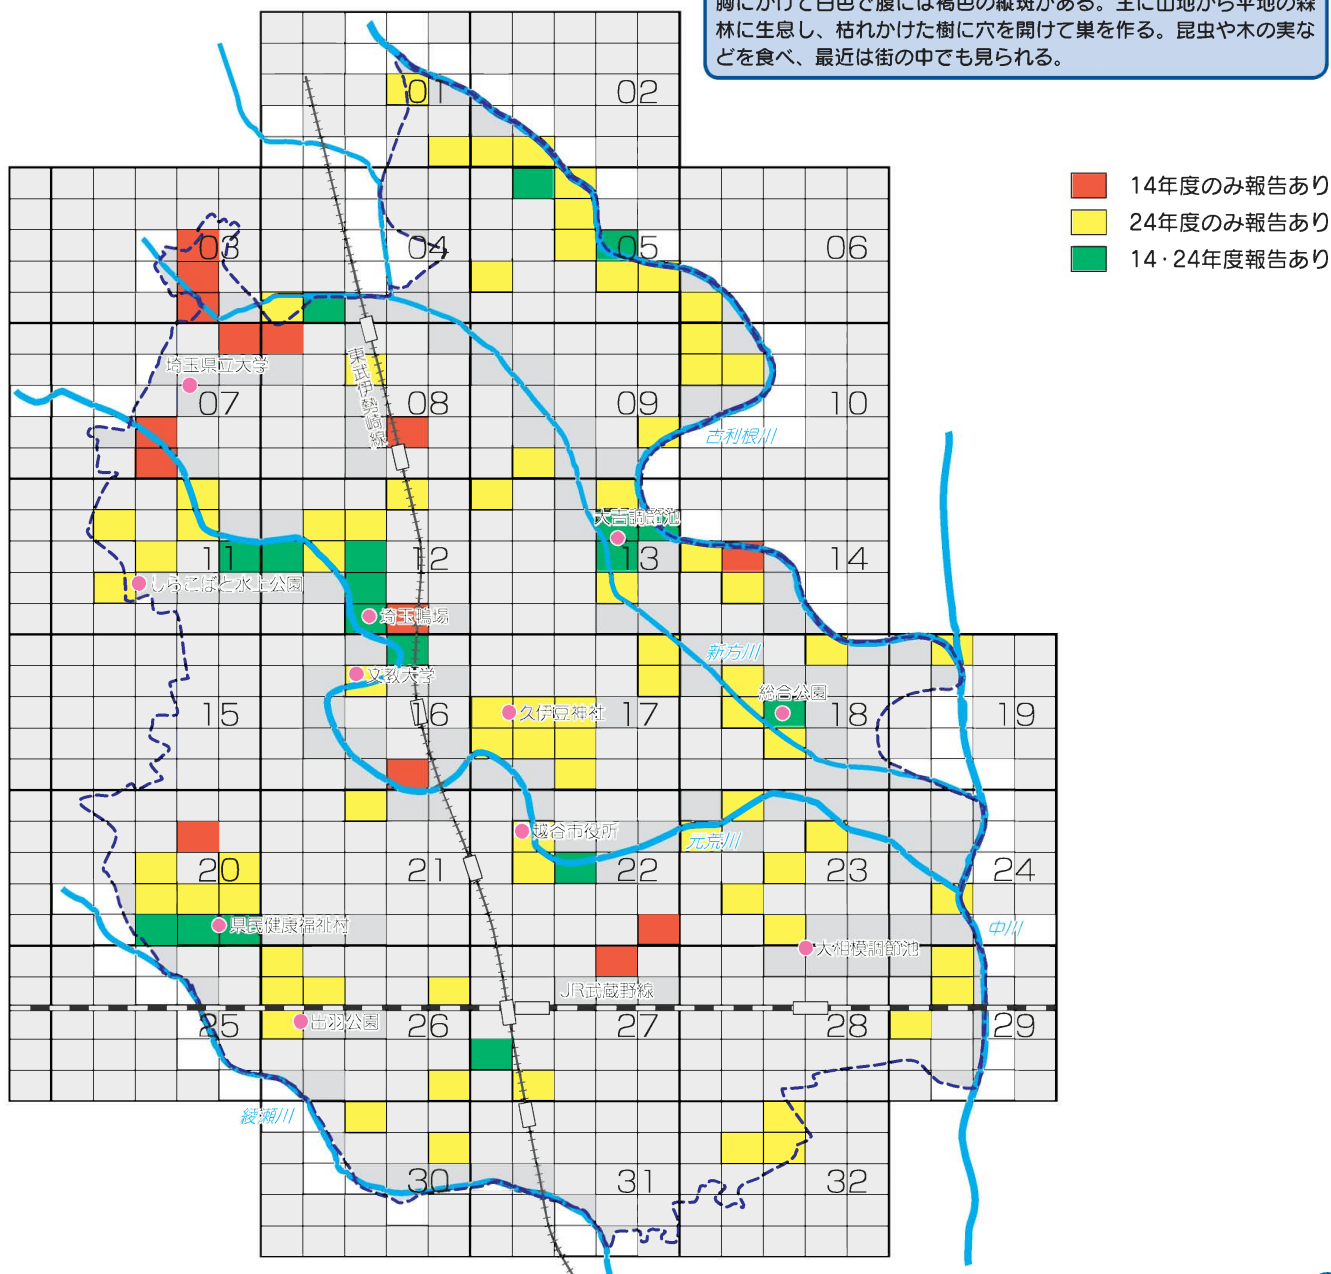 胸にかけて白色で腹には褐色の縦斑がある。主に山地から平地の森
林に生息し、枯れかけた樹に穴を開けて巣を作る。昆虫や木の実な
どを食べ、最近は街の中でも見られる。
01
02
14年度のみ報告あり
24年度のみ報告あり
14・24年度報告あり
03
04
05
06
埼玉県立大学
東武伊勢崎線
07
08
09
10
古利根川
大吉調節池
11
12
13
14
しらこばと水上公園
埼玉鴨場
新方川
文教大学
総合公園
15
16
久伊豆神社
17
18
19
越谷市役所
元荒川
20
21
22
23
24
県民健康福祉村
中川
大相模調節池
JR武蔵野線
出羽公園
25
26
27
28
29
綾瀬川
30
31
32